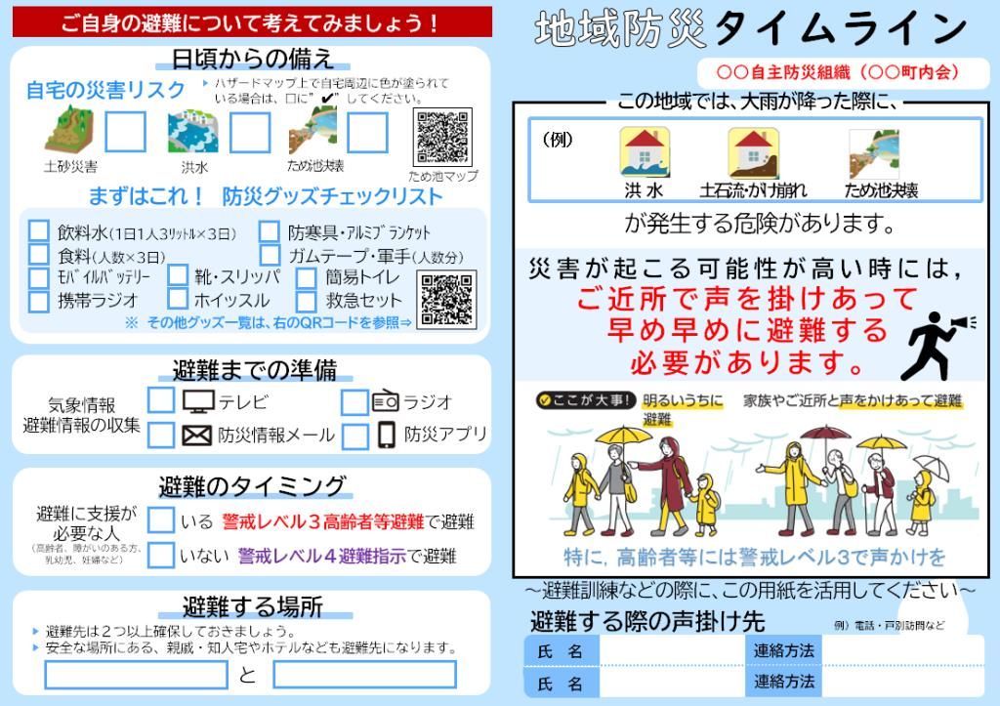 ご自身の避難について考えてみましょう！
日頃からの備え
自宅の災害リスク
ハザードマップ上で自宅周辺に色が塗られて
いる場合は、口に”✔”してください。
土砂災害
洪水
ため池決壊
ため池マップ
まずはこれ！ 防災グッズチェックリスト
飲料水(1日1人3リットル×3日)
防寒具・アルミブランケット
食料(人数×3日)
ガムテープ・軍手(人数分)
モバイルバッテリー
靴・スリッパ
簡易トイレ
携帯ラジオ
ホイッスル
救急セット
※ その他グッズ一覧は、右のQRコードを参照⇒
避難までの準備
気象情報
避難情報の収集
テレビ
ラジオ
防災情報メール
防災アプリ
避難のタイミング
避難に支援が
必要な人
(高齢者、障がいのある方、
乳幼児、妊婦など)
いる 警戒レベル３高齢者等避難で避難
いない 警戒レベル４避難指示で避難
避難する場所
避難先は２つ以上確保しておきましょう。
安全な場所にある、親戚・知人宅やホテルなども避難先になります。
と
地域防災タイムライン
〇〇自主防災組織（〇〇町内会）
この地域では、大雨が降った際に、
（例）
洪 水
土石流・がけ崩れ
ため池決壊
が発生する危険があります。
災害が起こる可能性が高い時には，
ご近所で声を掛けあって
早め早めに避難する
必要があります。
ここが大事！
明るいうちに
避難
家族やご近所と声をかけあって避難
特に，高齢者等には警戒レベル3で声かけを
～避難訓練などの際に、この用紙を活用してください～
避難する際の声掛け先
例）電話・戸別訪問など
氏 名
連絡方法
氏 名
連絡方法